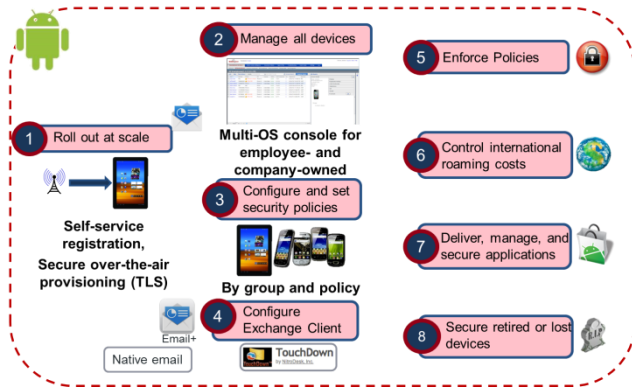 1
Roll out at scale
Self-service
registration,
Secure over-the-air
provisioning (TLS)
Email+
Native email
2
Manage all devices
Multi-OS console for
employee- and
company-owned
3
Configure and set
security policies
By group and policy
4
Configure
Exchange Client
TouchDown
by NitroDesk, Inc.
5
Enforce Policies
6
Control international
roaming costs
7
Deliver, manage, and
secure applications
8
Secure retired or lost
devices
R.I.P